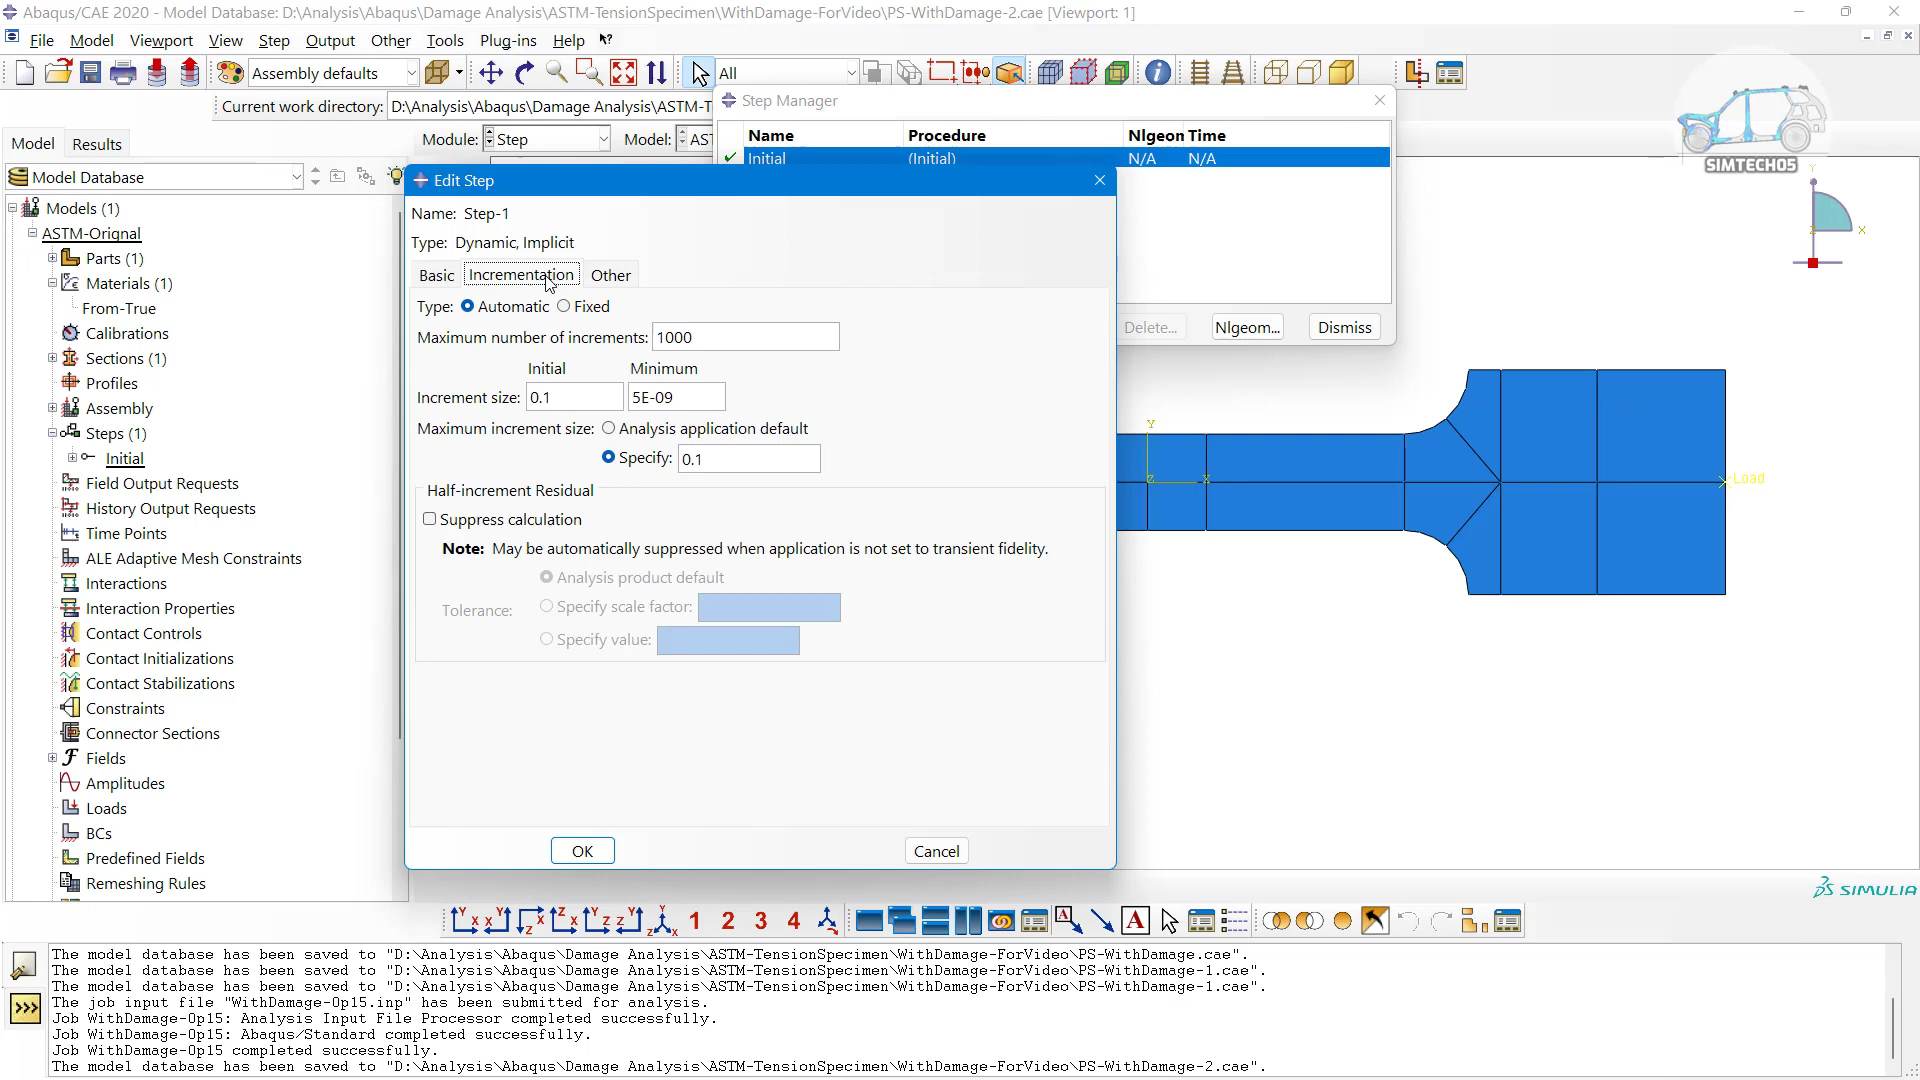 Abaqus/CAE 2020 - Model Database: D:\Analysis\Abaqus\Damage Analysis\ASTM-TensionSpecimen\WithDamage-ForVideo\PS-WithDamage-2.cae [Viewport: 1]
File Model Viewport View Step Output Other Tools Plug-ins Help
Assembly defaults All
Current work directory: D:\Analysis\Abaqus\Damage Analysis\ASTM-T
Model Results
Module: Step Model: AS
Step Manager
Name Procedure Nlgeon Time
Initial (Initial) N/A N/A
Delete... Nlgeom... Dismiss
Model Database
Models (1)
ASTM-Orignal
Parts (1)
Materials (1)
From-True
Calibrations
Sections (1)
Profiles
Assembly
Steps (1)
Initial
Field Output Requests
History Output Requests
Time Points
ALE Adaptive Mesh Constraints
Interactions
Interaction Properties
Contact Controls
Contact Initializations
Contact Stabilizations
Constraints
Connector Sections
Fields
Amplitudes
Loads
BCs
Predefined Fields
Remeshing Rules
Edit Step
Name: Step-1
Type: Dynamic, Implicit
Basic Incrementation Other
Type: Automatic Fixed
Maximum number of increments: 1000
Initial Minimum
Increment size: 0.1 5E-09
Maximum increment size: Analysis application default
Specify: 0.1
Half-increment Residual
Suppress calculation
Note: May be automatically suppressed when application is not set to transient fidelity.
Analysis product default
Tolerance: Specify scale factor:
Specify value:
OK Cancel
SIMTECH05
Y
Z X
Y
Z X
Load
SIMULIA
1 2 3 4
The model database has been saved to "D:\Analysis\Abaqus\Damage Analysis\ASTM-TensionSpecimen\WithDamage-ForVideo\PS-WithDamage.cae".
The model database has been saved to "D:\Analysis\Abaqus\Damage Analysis\ASTM-TensionSpecimen\WithDamage-ForVideo\PS-WithDamage-1.cae".
The model database has been saved to "D:\Analysis\Abaqus\Damage Analysis\ASTM-TensionSpecimen\WithDamage-ForVideo\PS-WithDamage-1.cae".
The job input file "WithDamage-0p15.inp" has been submitted for analysis.
Job WithDamage-0p15: Analysis Input File Processor completed successfully.
Job WithDamage-0p15: Abaqus/Standard completed successfully.
Job WithDamage-0p15 completed successfully.
The model database has been saved to "D:\Analysis\Abaqus\Damage Analysis\ASTM-TensionSpecimen\WithDamage-ForVideo\PS-WithDamage-2.cae".